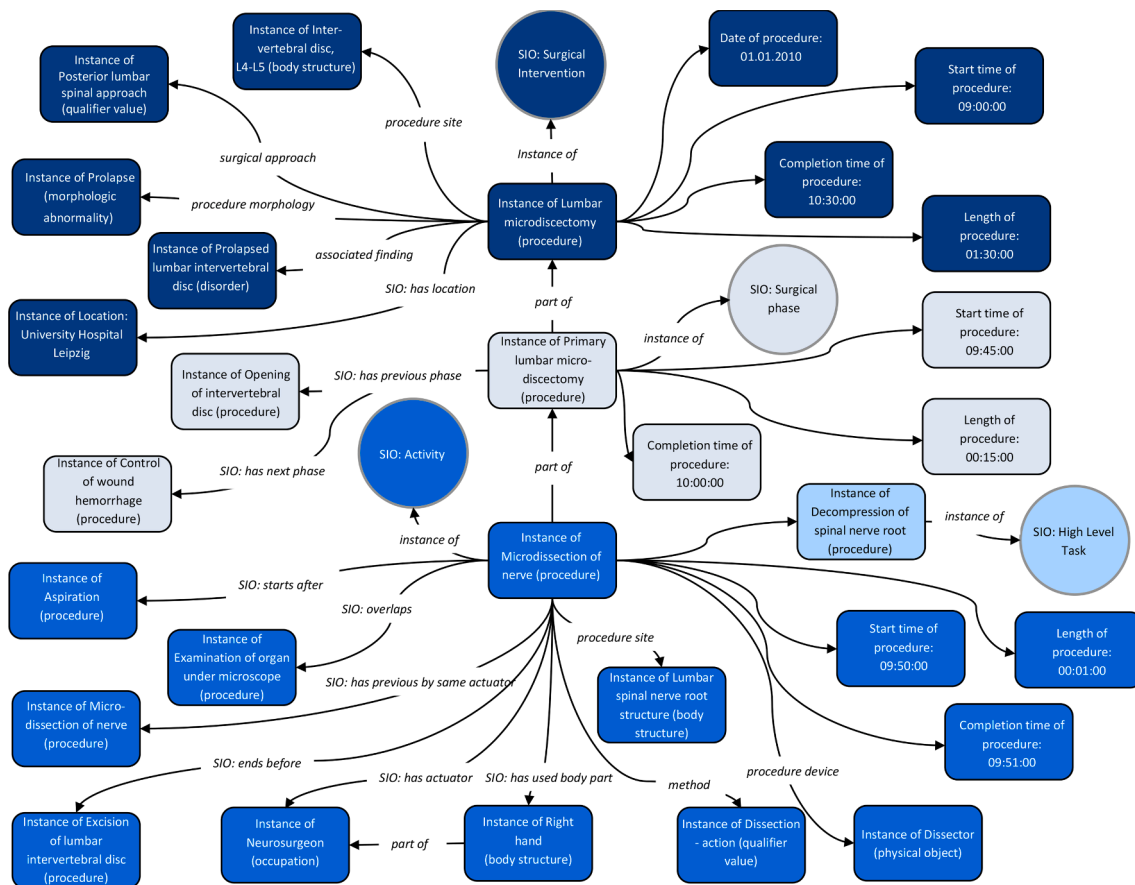 Instance of Inter-
vertebral disc,
L4-L5 (body structure)
SIO: Surgical
Intervention
Date of procedure:
01.01.2010
Instance of
Posterior lumbar
spinal approach
(qualifier value)
Start time of
procedure:
09:00:00
procedure site
surgical approach
Instance of
Completion time of
procedure:
10:30:00
Instance of Prolapse
(morphologic
abnormality)
procedure morphology
Instance of Lumbar
microdiscectomy
(procedure)
Length of
procedure:
01:30:00
Instance of Prolapsed
lumbar intervertebral
disc (disorder)
associated finding
SIO: has location
part of
SIO: Surgical
phase
Instance of Location:
University Hospital
Leipzig
instance of
Start time of
procedure:
09:45:00
Instance of Primary
lumbar micro-
discectomy
(procedure)
SIO: has previous phase
Instance of Opening
of intervertebral
disc (procedure)
Length of
procedure:
00:15:00
SIO: Activity
Completion time of
procedure:
10:00:00
part of
SIO: has next phase
Instance of Control
of wound
hemorrhage
(procedure)
Instance of
Decompression of
spinal nerve root
(procedure)
instance of
SIO: High Level
Task
instance of
Instance of
Microdissection of
nerve (procedure)
Instance of
Aspiration
(procedure)
SIO: starts after
SIO: overlaps
procedure site
Start time of
procedure:
09:50:00
Length of
procedure:
00:01:00
Instance of
Examination of organ
under microscope
(procedure)
SIO: has previous by same actuator
Instance of Lumbar
spinal nerve root
structure (body
structure)
Instance of Micro-
dissection of nerve
(procedure)
Completion time of
procedure:
09:51:00
SIO: ends before
SIO: has actuator
SIO: has used body part
method
procedure device
Instance of Excision
of lumbar
intervertebral disc
(procedure)
Instance of
Neurosurgeon
(occupation)
part of
Instance of Right
hand
(body structure)
Instance of Dissection
- action (qualifier
value)
Instance of Dissector
(physical object)